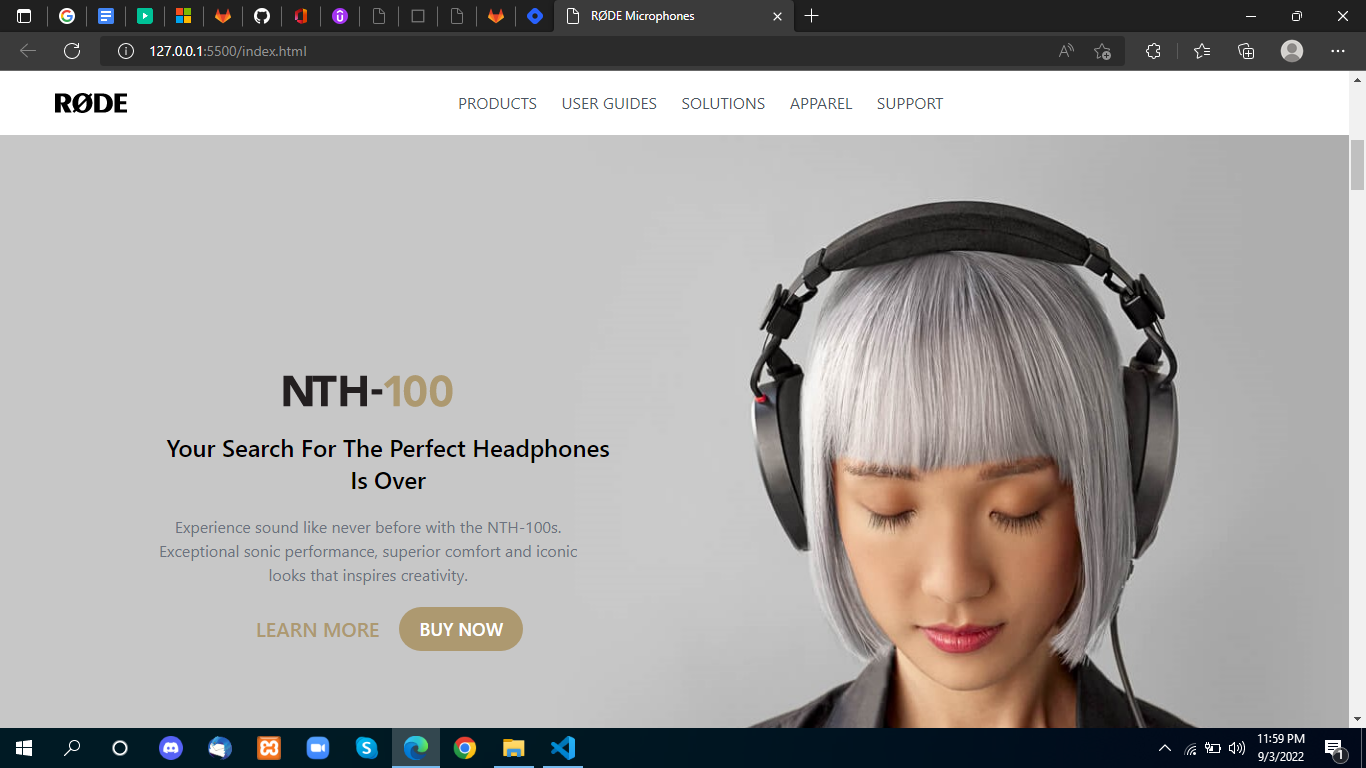 RØDE Microphones
127.0.0.1:5500/index.html
RØDE
PRODUCTS USER GUIDES SOLUTIONS APPAREL SUPPORT
NTH-100
Your Search For The Perfect Headphones
Is Over
Experience sound like never before with the NTH-100s.
Exceptional sonic performance, superior comfort and iconic
looks that inspires creativity.
LEARN MORE BUY NOW
11:59 PM
9/3/2022
1